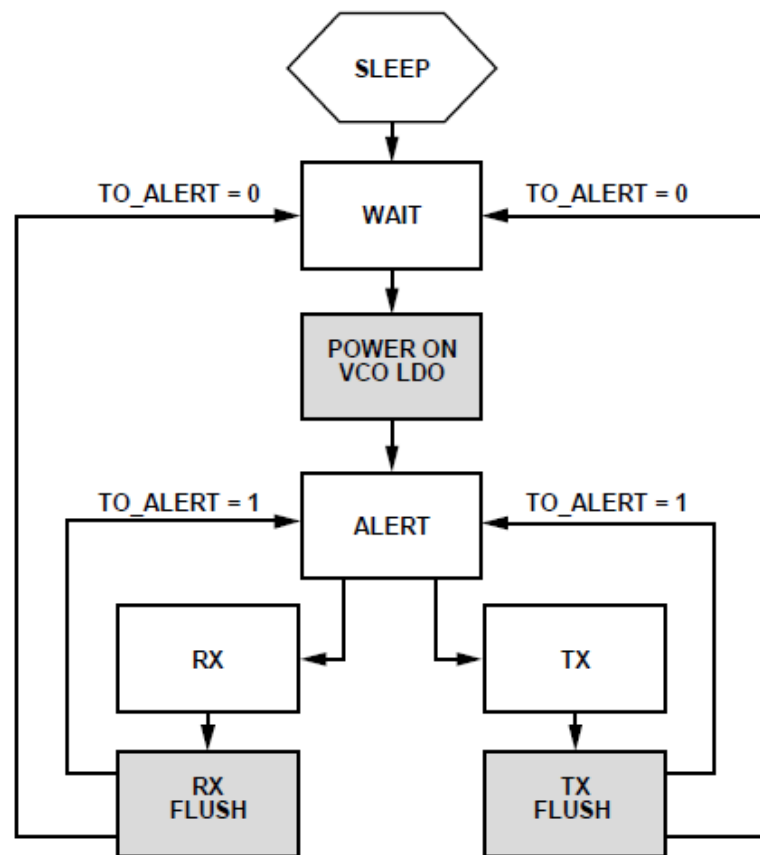 SLEEP
TO_ALERT = 0
TO_ALERT = 0
WAIT
POWER ON
VCO LDO
TO_ALERT = 1
TO_ALERT = 1
ALERT
RX
TX
RX
FLUSH
TX
FLUSH